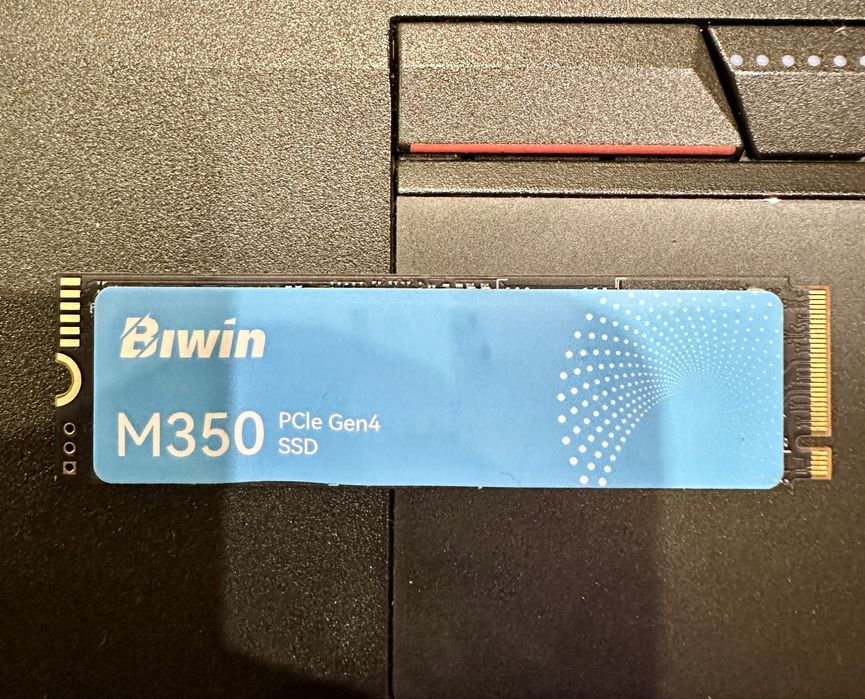 Biwin
M350
PCIe Gen4
SSD